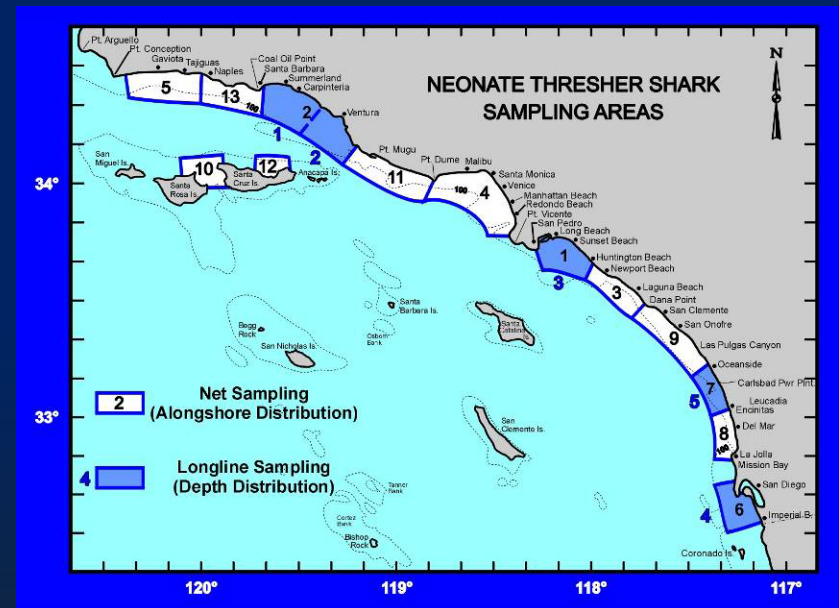 Pt. Arguello
Pt. Conception
Gaviota
Tajiguas
Naples
Coal Oil Point
Santa Barbara
Summerland
Carpinteria
Ventura
NEONATE THRESHER SHARK
SAMPLING AREAS
N
5
13
100
2
1
2
Pt. Mugu
Pt. Dume
Malibu
Santa Monica
Venice
Manhattan Beach
Redondo Beach
Pt. Vicente
San Pedro
Long Beach
Sunset Beach
Huntington Beach
Newport Beach
Laguna Beach
Dana Point
San Clemente
San Onofre
Las Pulgas Canyon
Oceanside
Carlsbad Pwr Pint.
Leucadia
Encinitas
Del Mar
La Jolla
Mission Bay
San Diego
Imperial B.
Coronado Is.
San
Miguel Is.
10
Santa
Rosa Is.
Santa
Cruz Is.
12
Anacapa Is.
11
100
4
1
3
3
9
7
5
8
100
6
4
34°
33°
Santa
Barbara Is.
Osborn
Bank
Begg
Rock
San Nicholas Is.
Santa
Catalina
Is.
San
Clemente Is.
Tanner
Bank
Cortez
Bank
Bishop
Rock
2
Net Sampling
(Alongshore Distribution)
4
Longline Sampling
(Depth Distribution)
120°
119°
118°
117°